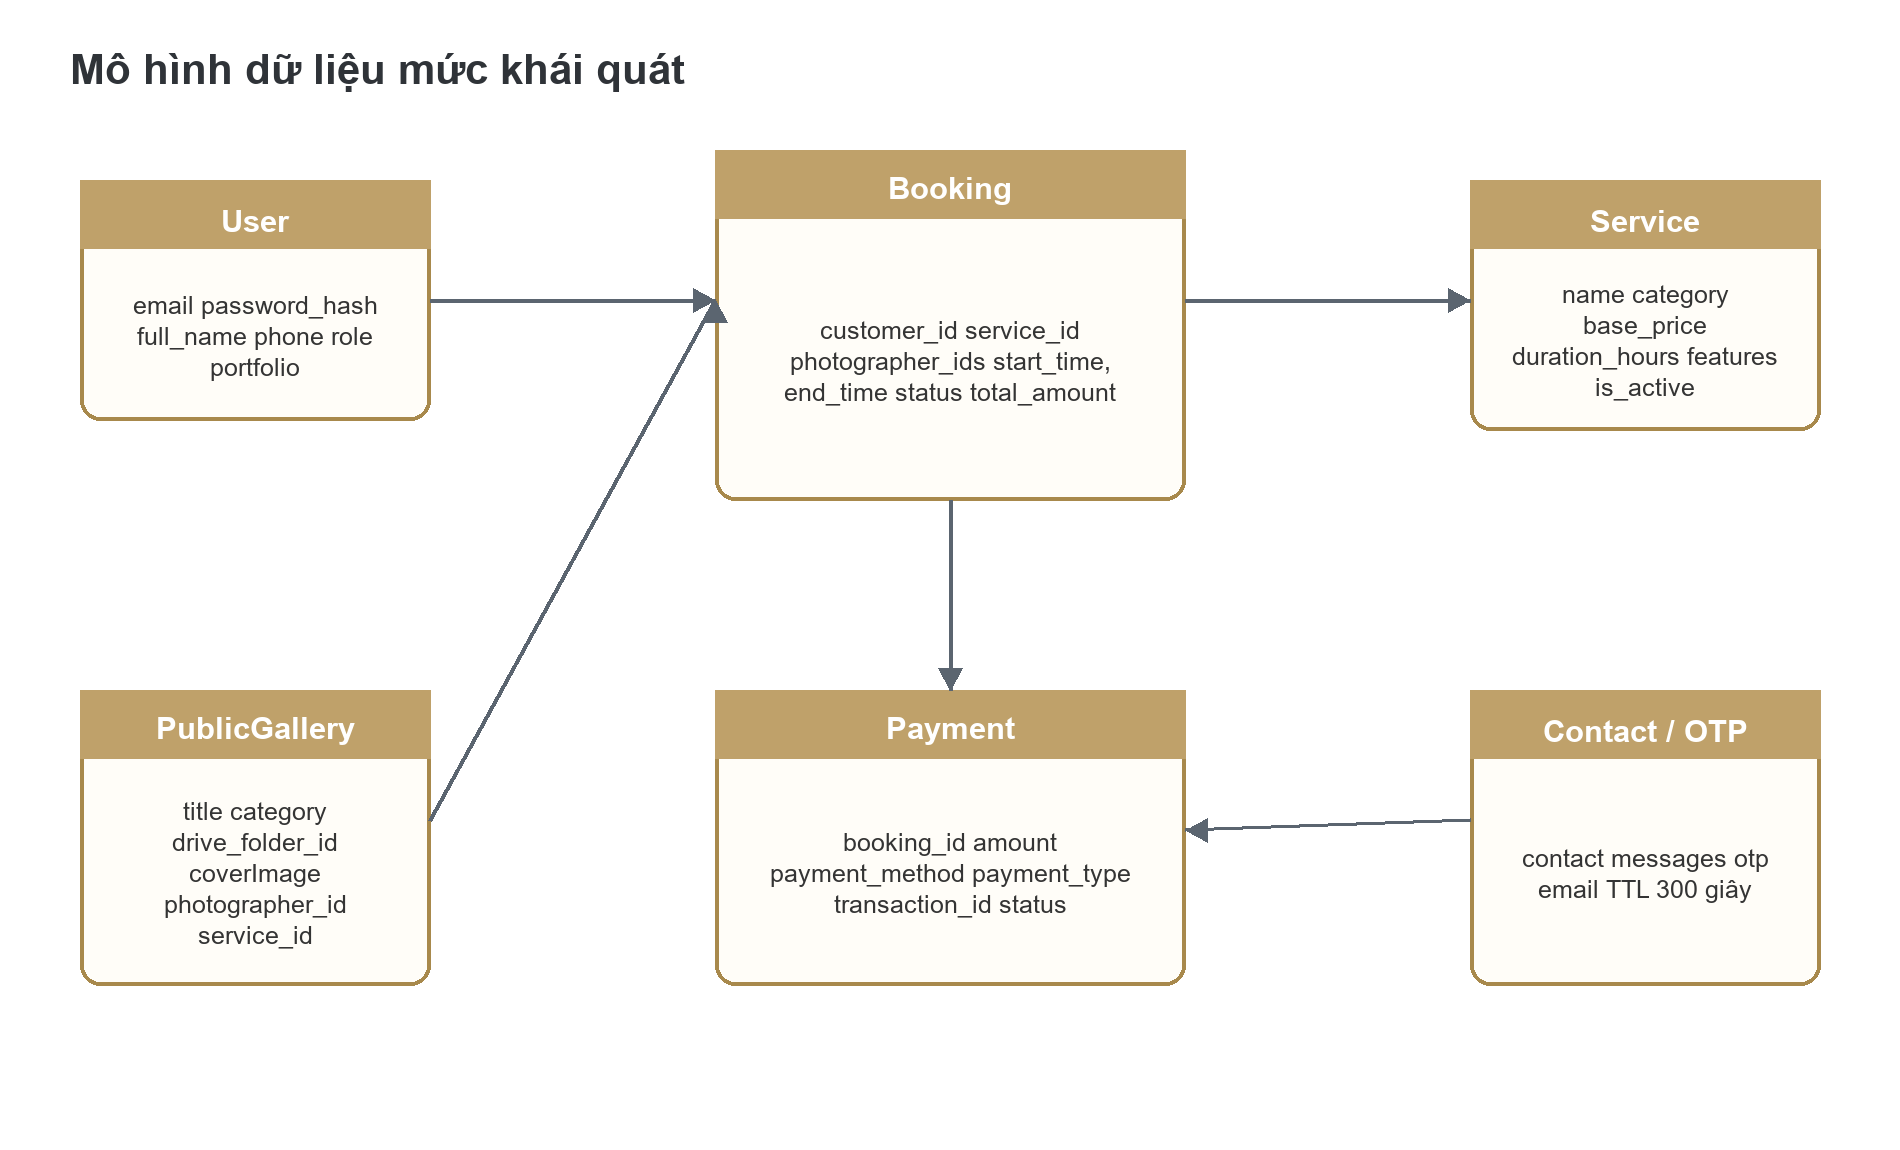 Mô hình dữ liệu mức khái quát
User
email password_hash
full_name phone role
portfolio
Booking
customer_id service_id
photographer_ids start_time,
end_time status total_amount
Service
name category
base_price
duration_hours features
is_active
PublicGallery
title category
drive_folder_id
coverImage
photographer_id
service_id
Payment
booking_id amount
payment_method payment_type
transaction_id status
Contact / OTP
contact messages otp
email TTL 300 giây